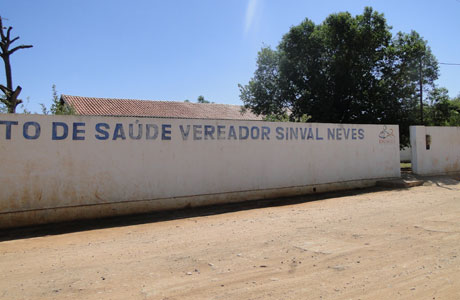 TO DE SAÚDE VEREADOR SINVAL NEVES